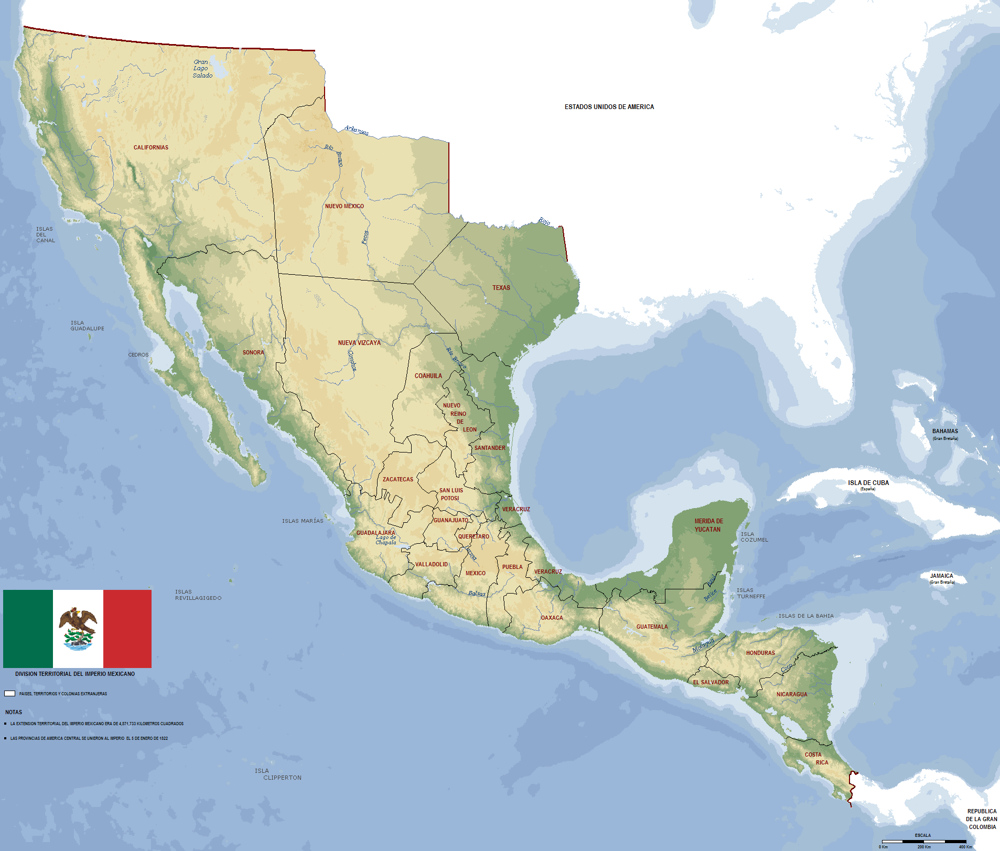 Gran
Lago
Salado
ESTADOS UNIDOS DE AMERICA
Arkansas
CALIFORNIAS
Río Bravo
NUEVO MEXICO
Rojo
ISLAS
DEL
CANAL
Pecos
TEXAS
ISLA
GUADALUPE
NUEVA VIZCAYA
SONORA
CEDROS
Conchos
Río Bravo
COAHUILA
NUEVO
REINO
DE
LEON
BAHAMAS
(Gran Bretaña)
SANTANDER
ZACATECAS
ISLA DE CUBA
(España)
SAN LUIS
POTOSI
VERACRUZ
ISLAS MARÍAS
GUANAJUATO
MERIDA DE
YUCATAN
GUADALAJARA
Lago de
Chapala
QUERETARO
ISLA
COZUMEL
Lerma
VALLADOLID
MEXICO
PUEBLA
VERACRUZ
JAMAICA
(Gran Bretaña)
Azul
Belice
ISLAS
REVILLAGIGEDO
Balsas
ISLAS
TURNEFFE
OAXACA
ISLAS DE LA BAHIA
GUATEMALA
Motagua
HONDURAS
Coco
EL SALVADOR
NICARAGUA
DIVISION TERRITORIAL DEL IMPERIO MEXICANO
PAISES, TERRITORIOS Y COLONIAS EXTRANJERAS
NOTAS
LA EXTENSION TERRITORIAL DEL IMPERIO MEXICANO ERA DE 4,871,733 KILOMETROS CUADRADOS
LAS PROVINCIAS DE AMERICA CENTRAL SE UNIERON AL IMPERIO EL 5 DE ENERO DE 1822
COSTA
RICA
ISLA
CLIPPERTON
REPUBLICA
DE LA GRAN
COLOMBIA
ESCALA
0 Km 200 Km 400 Km